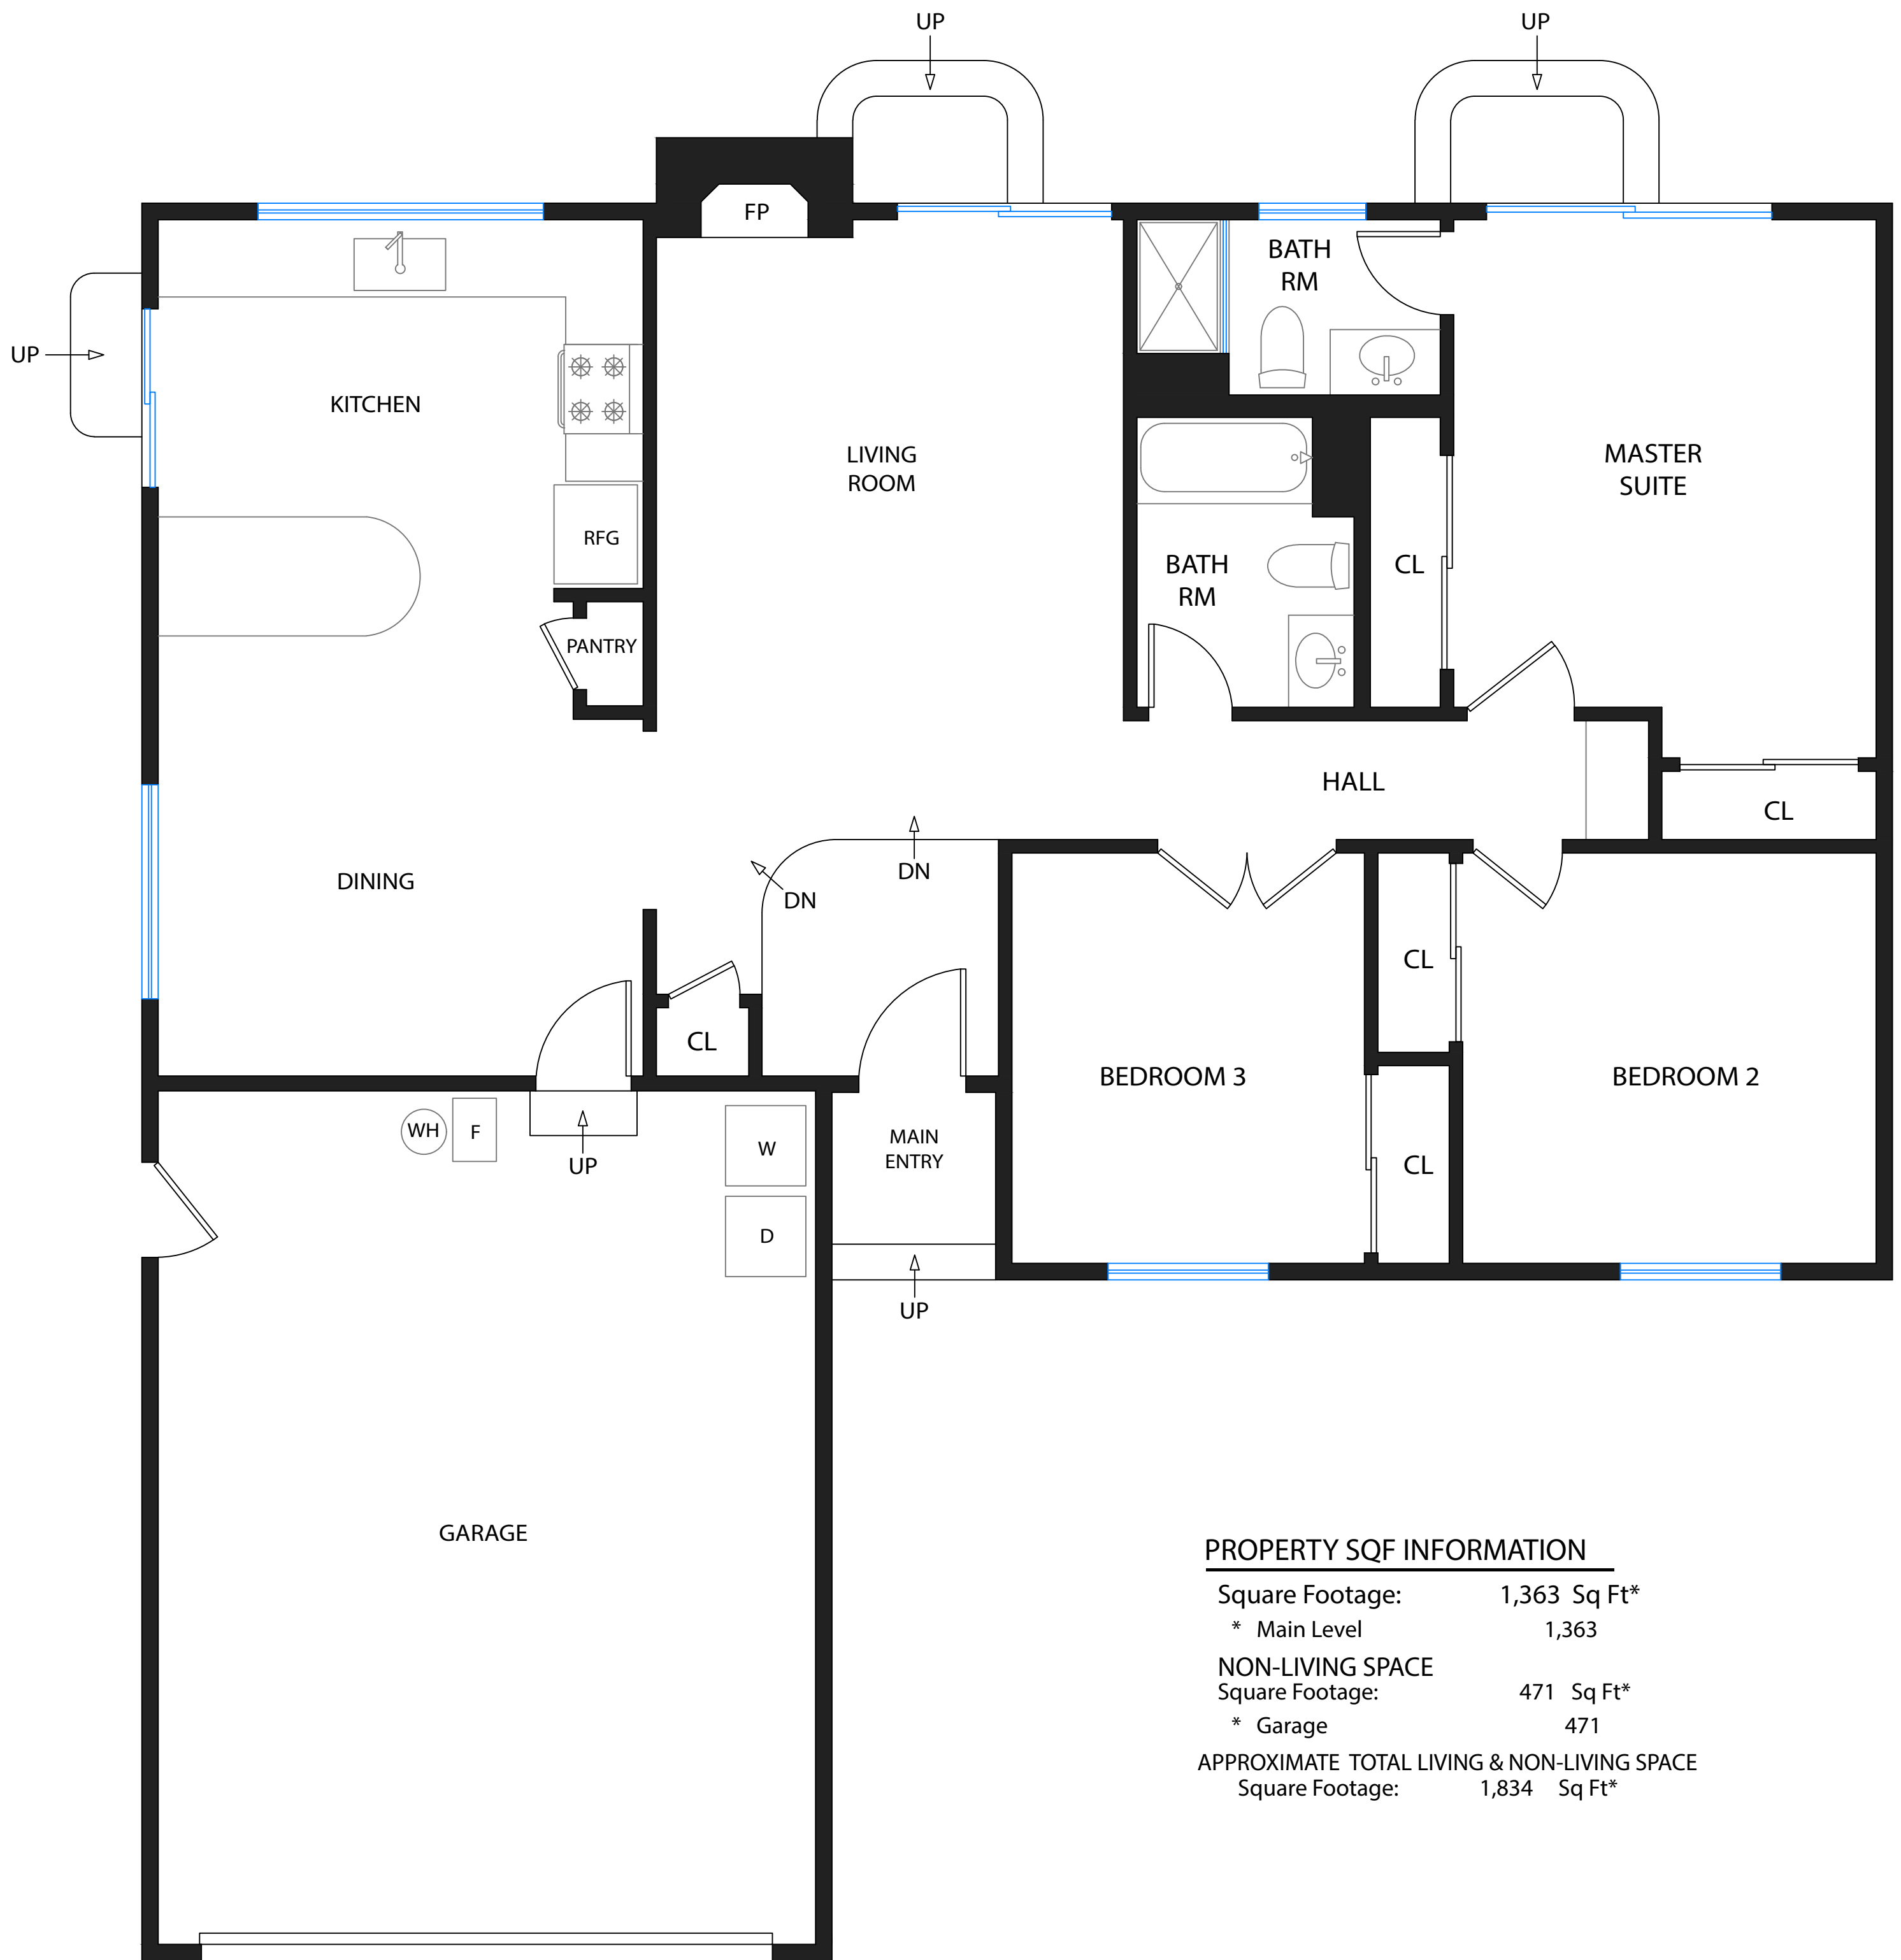 UP
UP
FP
BATH
RM
UP
KITCHEN
LIVING
ROOM
MASTER
SUITE
RFG
BATH
RM
CL
PANTRY
HALL
CL
DINING
DN
DN
CL
CL
BEDROOM 3
BEDROOM 2
WH
F
UP
W
MAIN
ENTRY
CL
D
UP
GARAGE
PROPERTY SQF INFORMATION
Square Footage: 1,363 Sq Ft*
* Main Level 1,363
NON-LIVING SPACE
Square Footage: 471 Sq Ft*
* Garage 471
APPROXIMATE TOTAL LIVING & NON-LIVING SPACE
Square Footage: 1,834 Sq Ft*